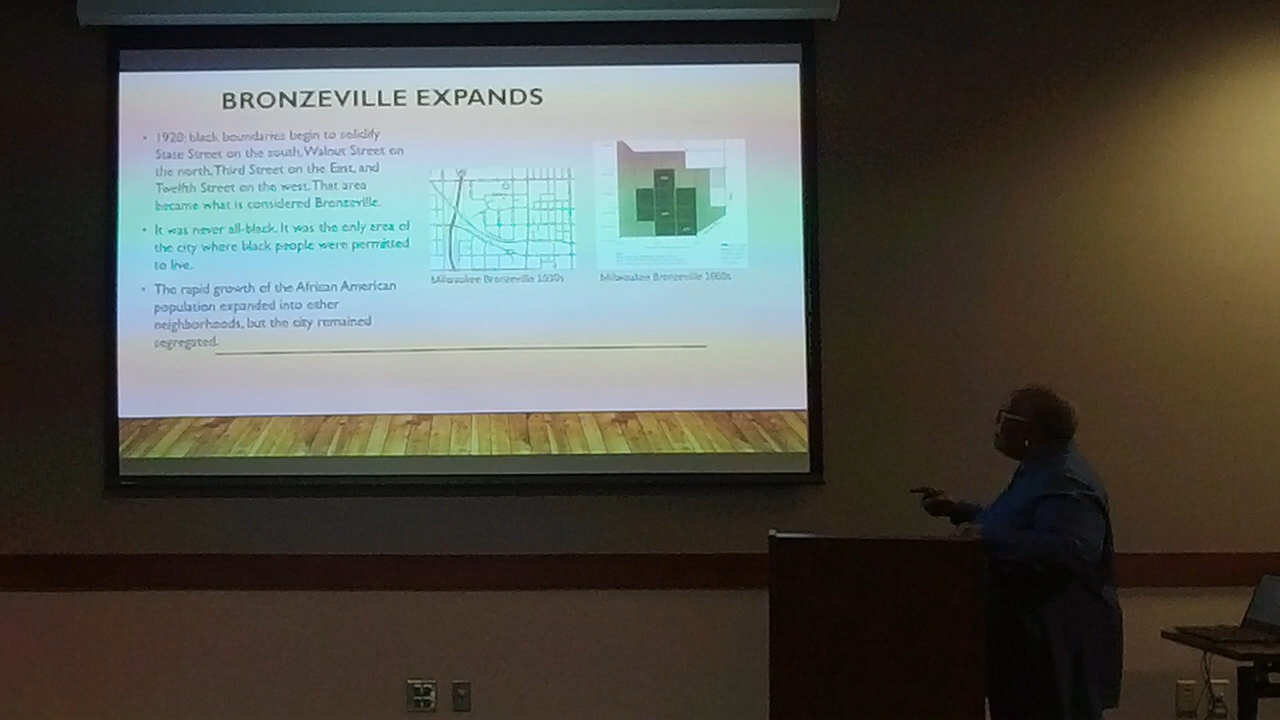 BRONZEVILLE EXPANDS
• 1920: black boundaries begin to solidify
State Street on the south, Walnut Street on
the north, Third Street on the East, and
Twelfth Street on the west. That area
became what is considered Bronzeville.
• It was never all-black. It was the only area of
the city where black people were permitted
to live.
• The rapid growth of the African American
population expanded into other
neighborhoods, but the city remained
segregated.
Milwaukee Bronzeville 1930s
Milwaukee Bronzeville 1960s